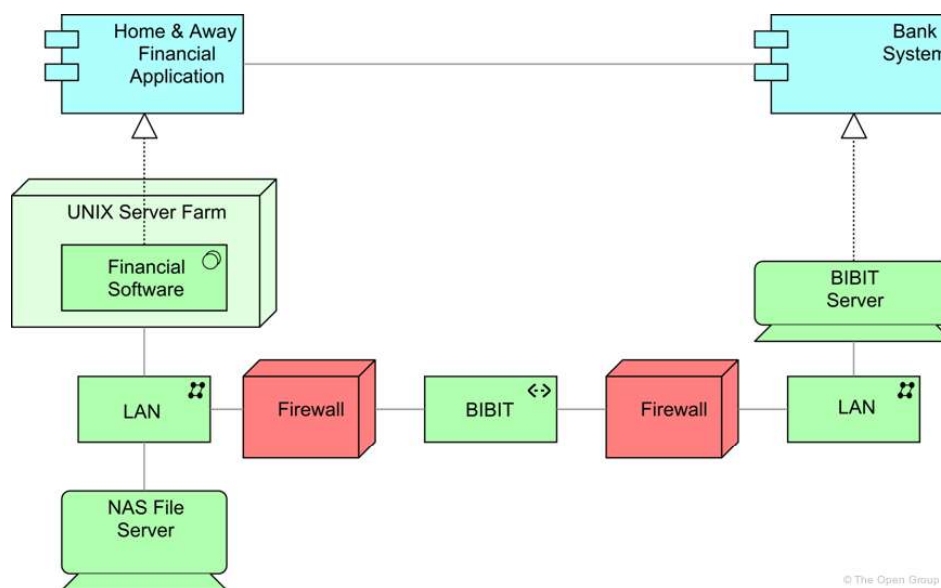 Home & Away
Financial
Application
Bank
System
UNIX Server Farm
Financial
Software
BIBIT
Server
LAN
Firewall
BIBIT
Firewall
LAN
NAS File
Server
© The Open Group